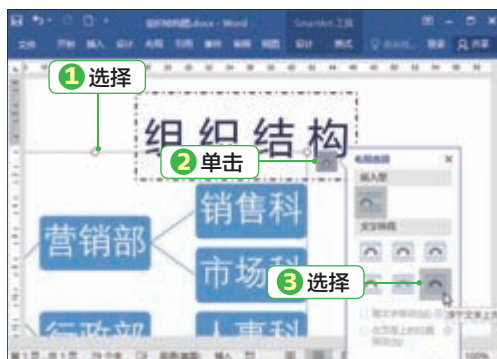 组织结构图.docx - Word
SmartArt 工具
文件 开始 插入 设计 布局 引用 邮件 审阅 视图 设计 格式 登录 共享
1 选择
组织结构
2 单击
布局选项
嵌入型
销售科
文字环绕
营销部
市场科
3 选择
行政部
人事科
100%